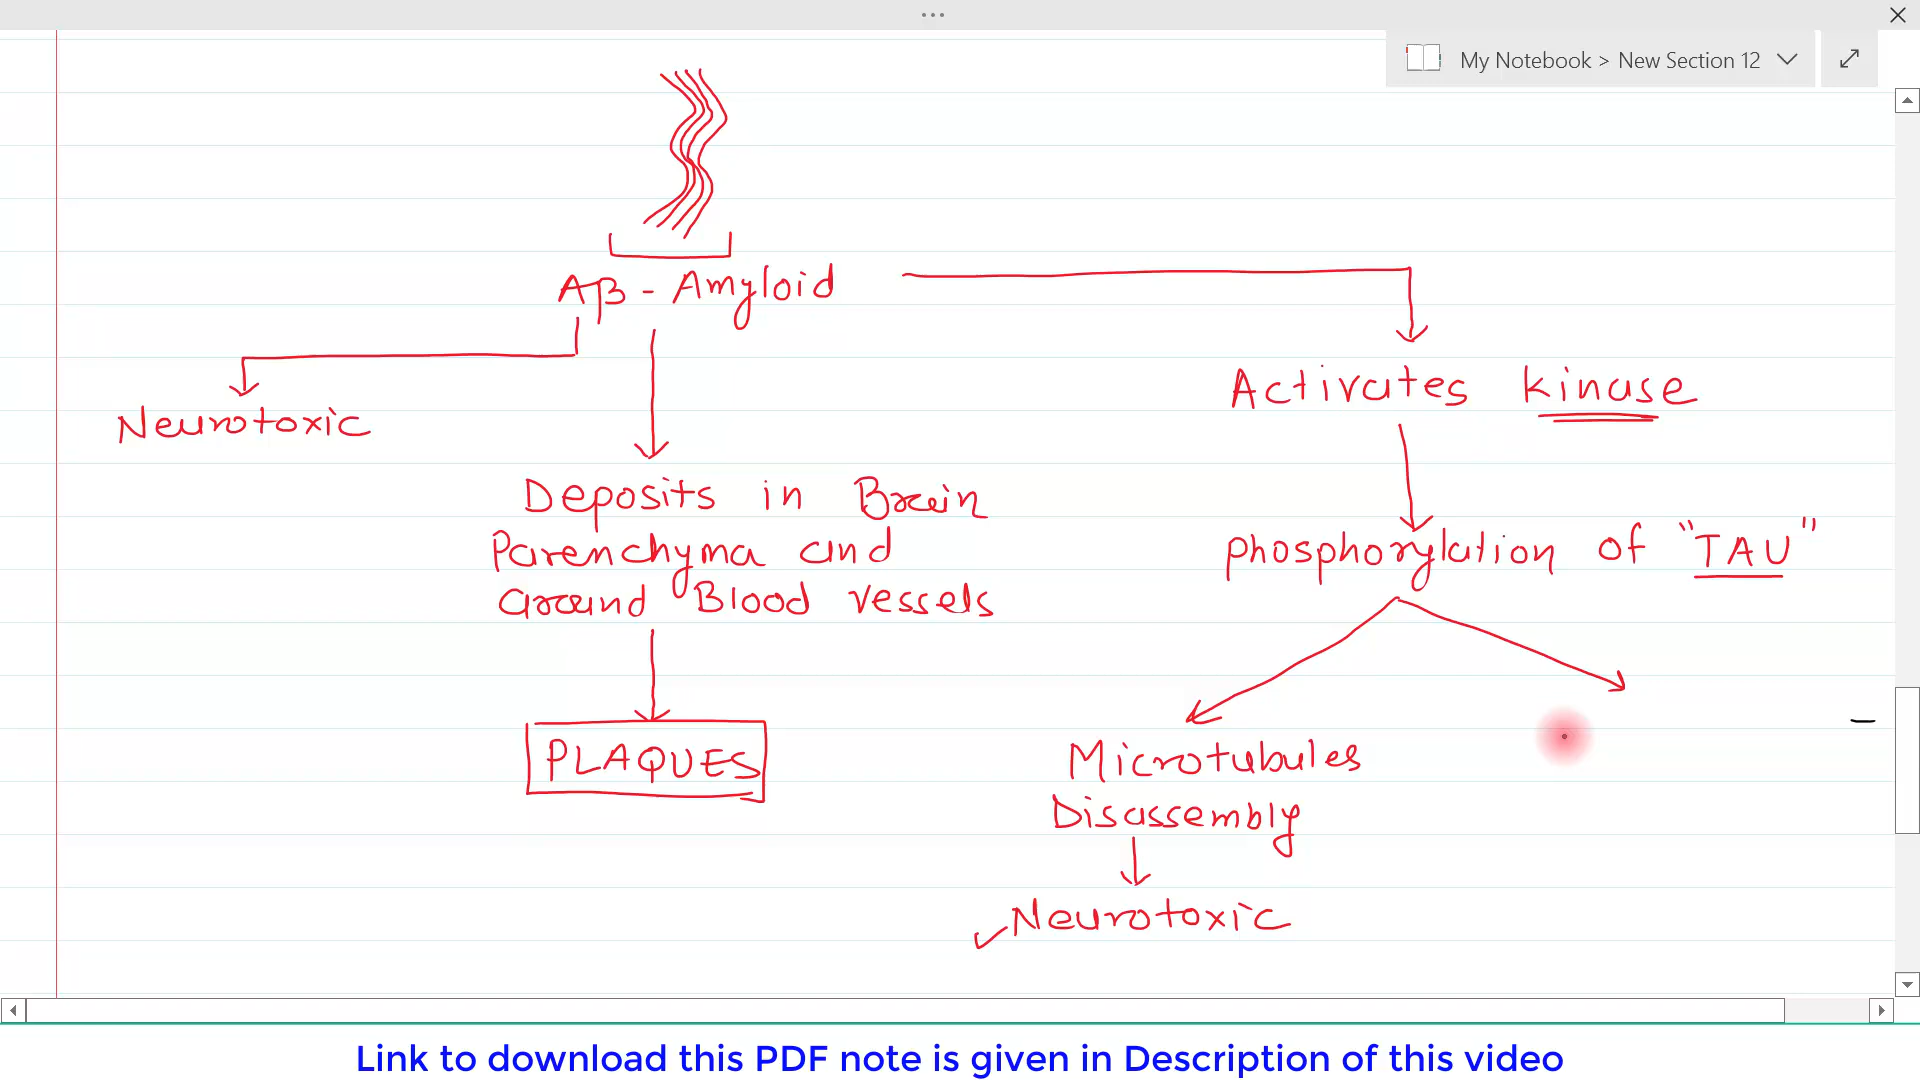 My Notebook > New Section 12
Aβ - Amyloid
Neurotoxic
Deposits in Brain
Parenchyma and
around Blood vessels
PLAQUES
Activates kinase
phosphorylation of "TAU"
Microtubules
Disassembly
Neurotoxic
Link to download this PDF note is given in Description of this video